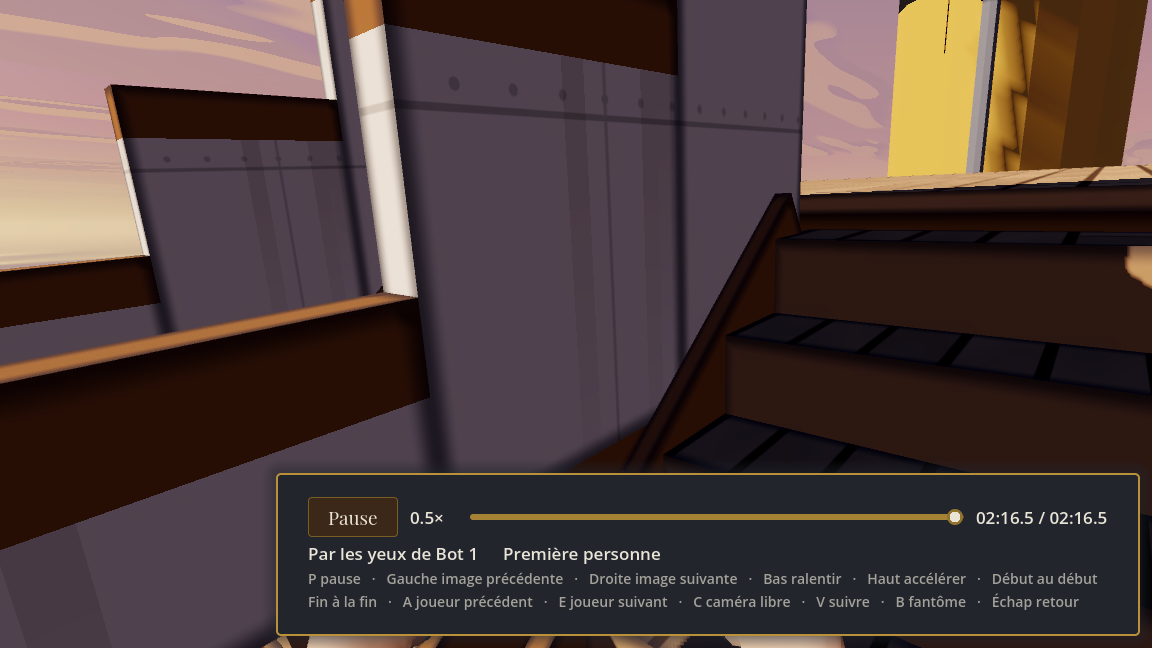 Pause 0.5× 02:16.5 / 02:16.5
Par les yeux de Bot 1 Première personne
P pause · Gauche image précédente · Droite image suivante · Bas ralentir · Haut accélérer · Début au début
Fin à la fin · A joueur précédent · E joueur suivant · C caméra libre · V suivre · B fantôme · Échap retour